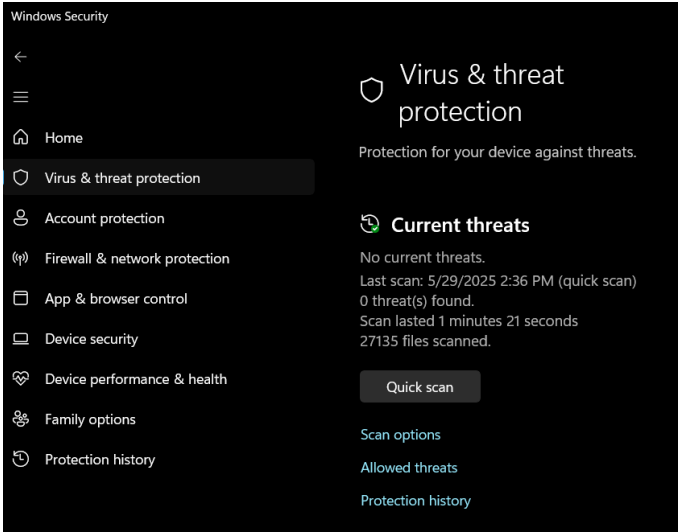 Windows Security
Home
Virus & threat protection
Account protection
Firewall & network protection
App & browser control
Device security
Device performance & health
Family options
Protection history
Virus & threat
protection
Protection for your device against threats.
Current threats
No current threats.
Last scan: 5/29/2025 2:36 PM (quick scan)
0 threat(s) found.
Scan lasted 1 minutes 21 seconds
27135 files scanned.
Quick scan
Scan options
Allowed threats
Protection history